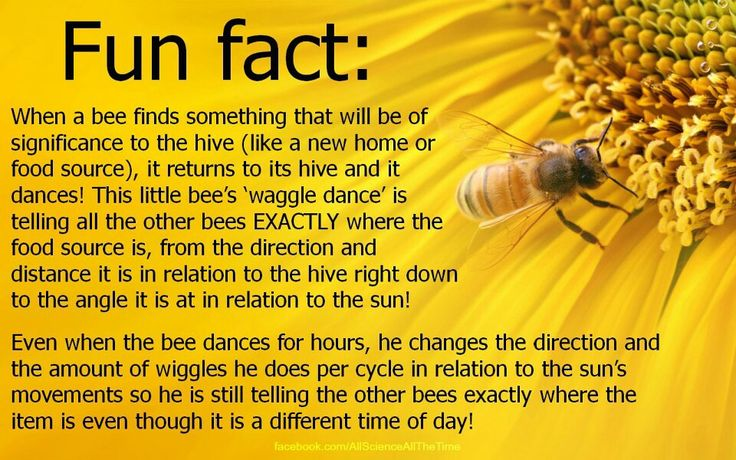 Fun fact:
When a bee finds something that will be of
significance to the hive (like a new home or
food source), it returns to its hive and it
dances! This little bee's 'waggle dance' is
telling all the other bees EXACTLY where the
food source is, from the direction and
distance it is in relation to the hive right down
to the angle it is at in relation to the sun!
Even when the bee dances for hours, he changes the direction and
the amount of wiggles he does per cycle in relation to the sun's
movements so he is still telling the other bees exactly where the
item is even though it is a different time of day!
facebook.com/AllScienceAllTheTime